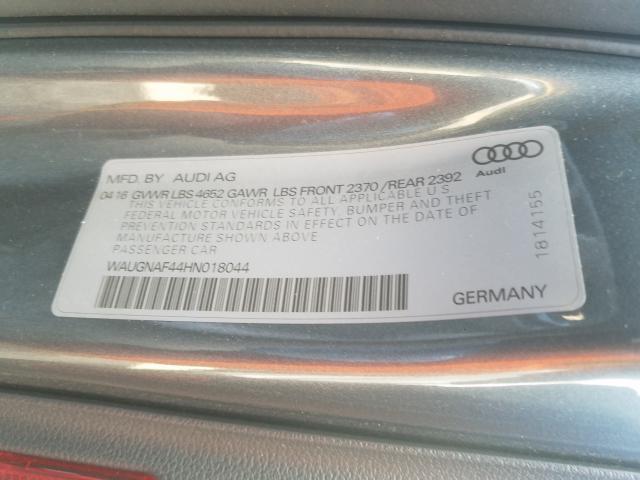 MFD. BY AUDI AG
0416 GVWR LBS 4652 GAWR LBS FRONT 2370 / REAR 2392
THIS VEHICLE CONFORMS TO ALL APPLICABLE U.S.
FEDERAL MOTOR VEHICLE SAFETY, BUMPER AND THEFT
PREVENTION STANDARDS IN EFFECT ON THE DATE OF
MANUFACTURE SHOWN ABOVE
PASSENGER CAR
WAUGNAF44HN018044
Audi
1814155
GERMANY